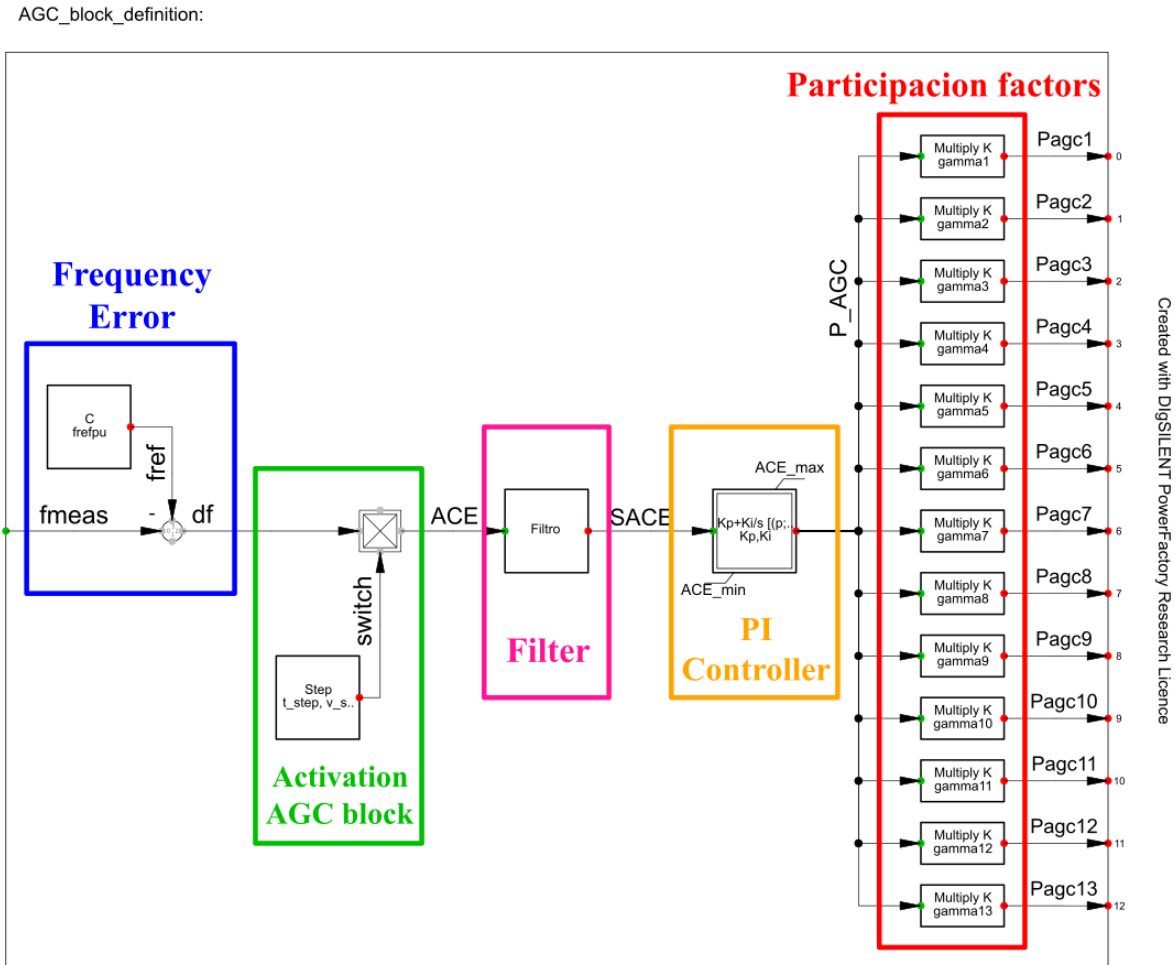 AGC_block_definition:
Participacion factors
Frequency
Error
C
frefpu
fref
fmeas
-
df
switch
Step
t_step, v_s..
Activation
AGC block
ACE
Filtro
Filter
SACE
ACE_max
Kp+Ki/s [(p;..
Kp,Ki
ACE_min
PI
Controller
P_AGC
Multiply K
gamma1
Pagc1
0
Multiply K
gamma2
Pagc2
1
Multiply K
gamma3
Pagc3
2
Multiply K
gamma4
Pagc4
3
Multiply K
gamma5
Pagc5
4
Multiply K
gamma6
Pagc6
5
Multiply K
gamma7
Pagc7
6
Multiply K
gamma8
Pagc8
7
Multiply K
gamma9
Pagc9
8
Multiply K
gamma10
Pagc10
9
Multiply K
gamma11
Pagc11
10
Multiply K
gamma12
Pagc12
11
Multiply K
gamma13
Pagc13
12
Created with DIgSILENT PowerFactory Research Licence